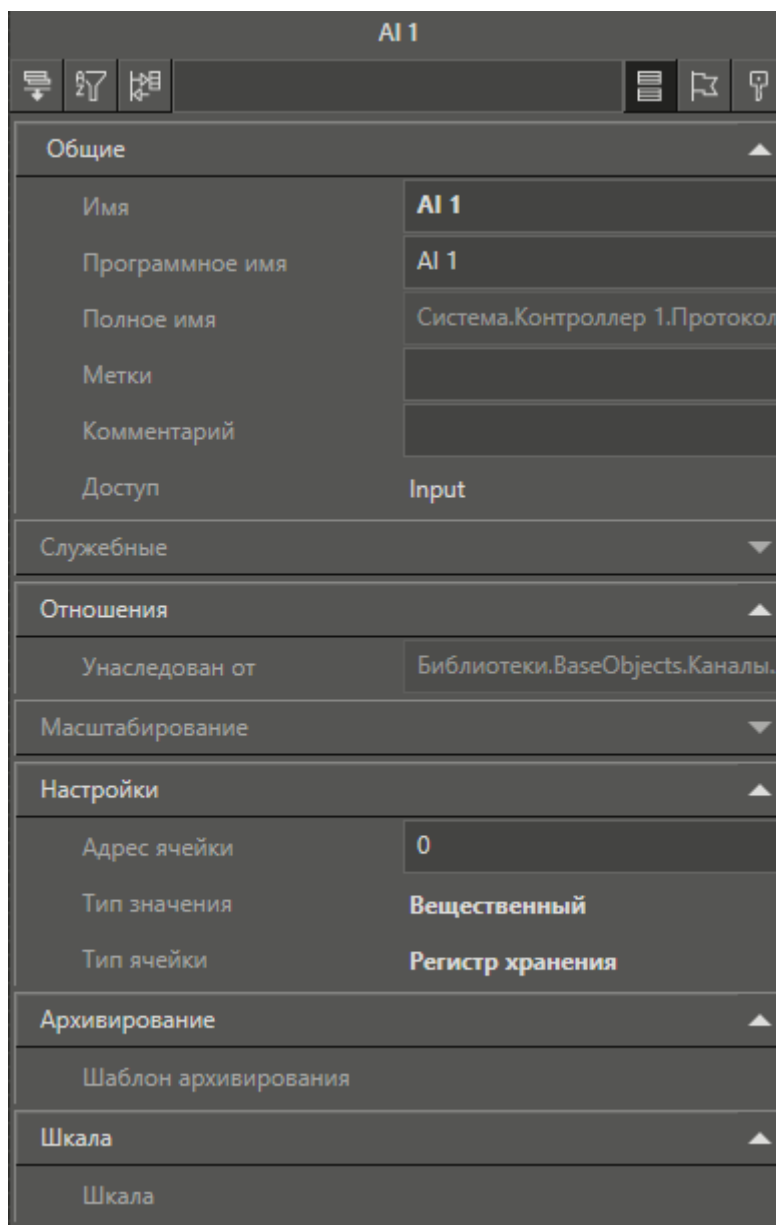 AI 1
Общие
Имя AI 1
Программное имя AI 1
Полное имя Система.Контроллер 1.Протокол
Метки
Комментарий
Доступ Input
Служебные
Отношения
Унаследован от Библиотеки.BaseObjects.Каналы.
Масштабирование
Настройки
Адрес ячейки 0
Тип значения Вещественный
Тип ячейки Регистр хранения
Архивирование
Шаблон архивирования
Шкала
Шкала